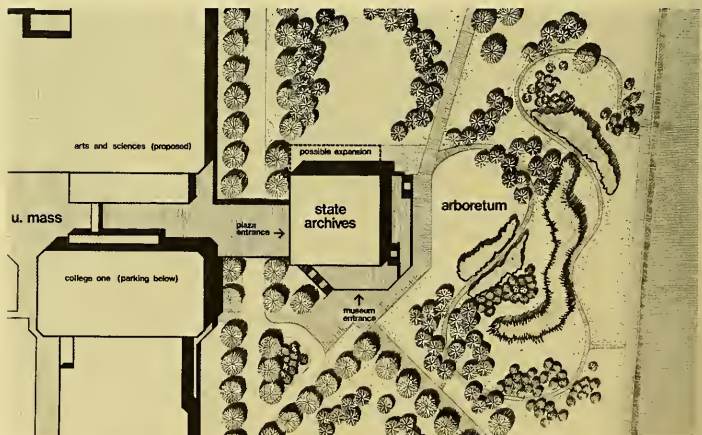 arts and sciences (proposed)
possible expansion
u. mass
plaza
entrance →
state
archives
arboretum
college one (parking below)
↑
museum
entrance